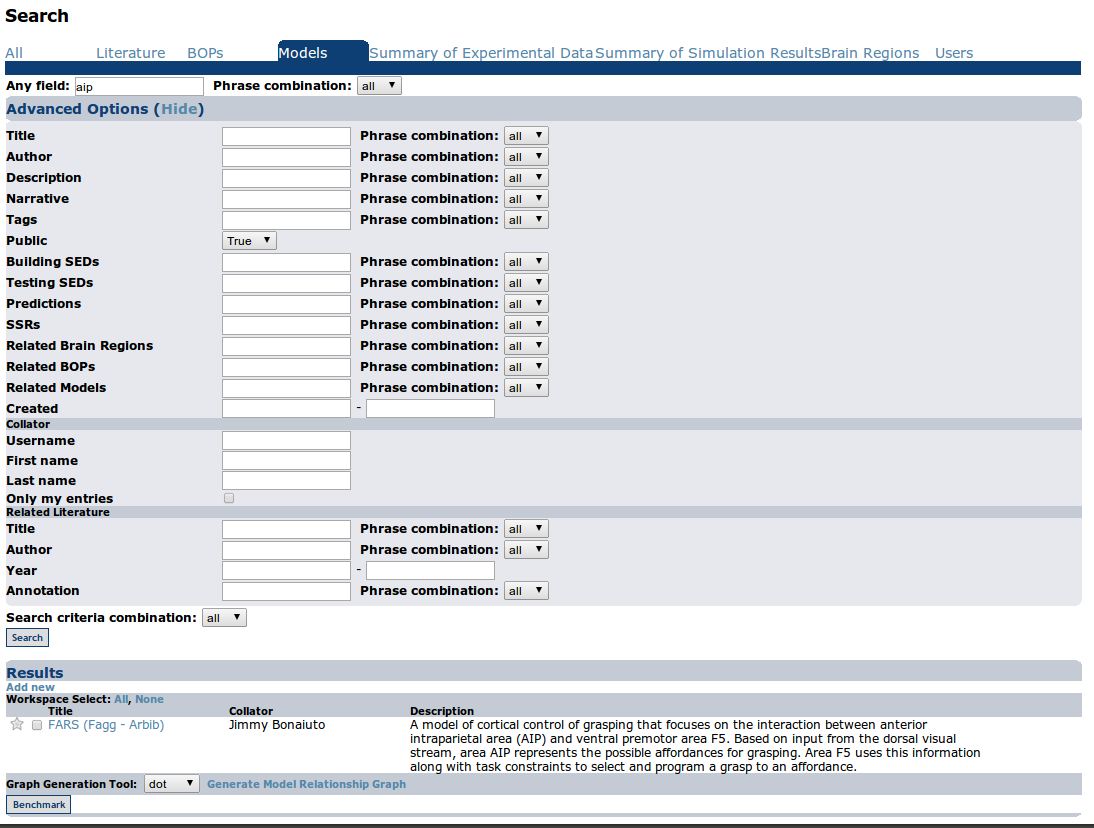 Search
All Literature BOPs Models Summary of Experimental Data Summary of Simulation Results Brain Regions Users
Any field: aip Phrase combination: all
Advanced Options (Hide)
Title Phrase combination: all
Author Phrase combination: all
Description Phrase combination: all
Narrative Phrase combination: all
Tags Phrase combination: all
Public True
Building SEDs Phrase combination: all
Testing SEDs Phrase combination: all
Predictions Phrase combination: all
SSRs Phrase combination: all
Related Brain Regions Phrase combination: all
Related BOPs Phrase combination: all
Related Models Phrase combination: all
Created -
Collator
Username
First name
Last name
Only my entries
Related Literature
Title Phrase combination: all
Author Phrase combination: all
Year -
Annotation Phrase combination: all
Search criteria combination: all
Search
Results
Add new
Workspace Select: All, None
Title Collator Description
FARS (Fagg - Arbib) Jimmy Bonaiuto A model of cortical control of grasping that focuses on the interaction between anterior
intraparietal area (AIP) and ventral premotor area F5. Based on input from the dorsal visual
stream, area AIP represents the possible affordances for grasping. Area F5 uses this information
along with task constraints to select and program a grasp to an affordance.
Graph Generation Tool: dot Generate Model Relationship Graph
Benchmark